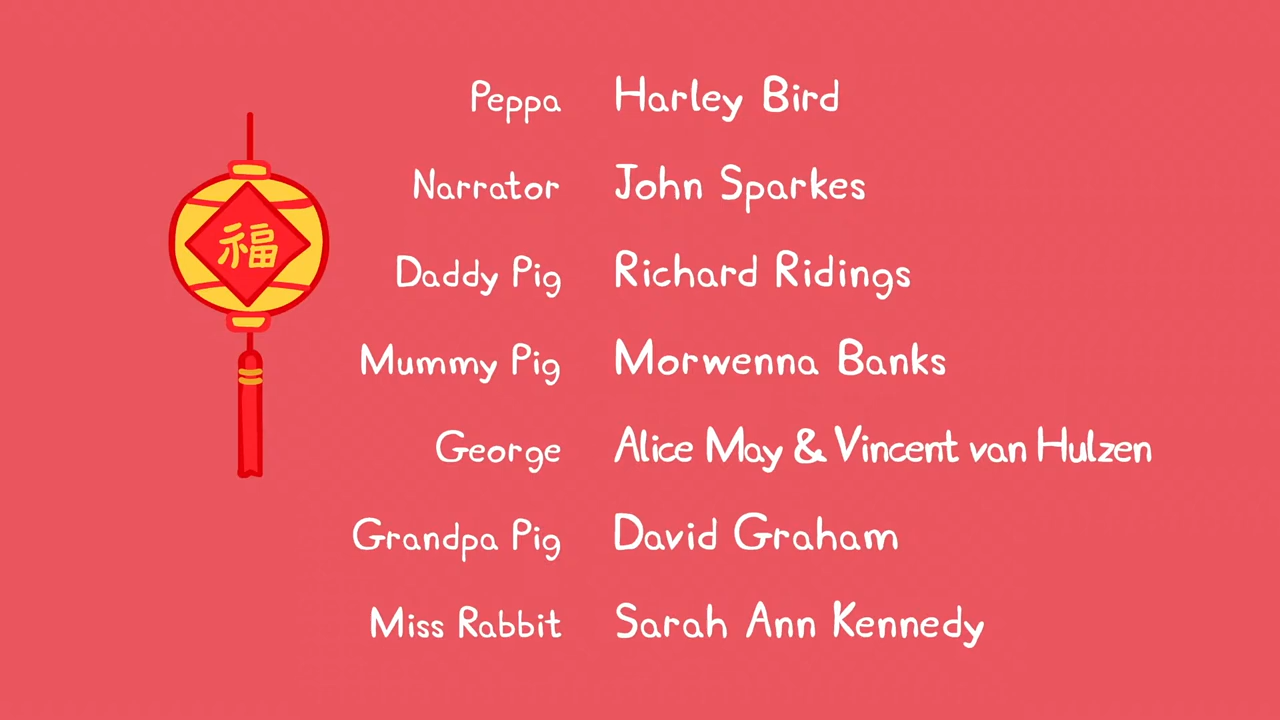 Peppa Harley Bird
Narrator John Sparkes
福
Daddy Pig Richard Ridings
Mummy Pig Morwenna Banks
George Alice May & Vincent van Hulzen
Grandpa Pig David Graham
Miss Rabbit Sarah Ann Kennedy